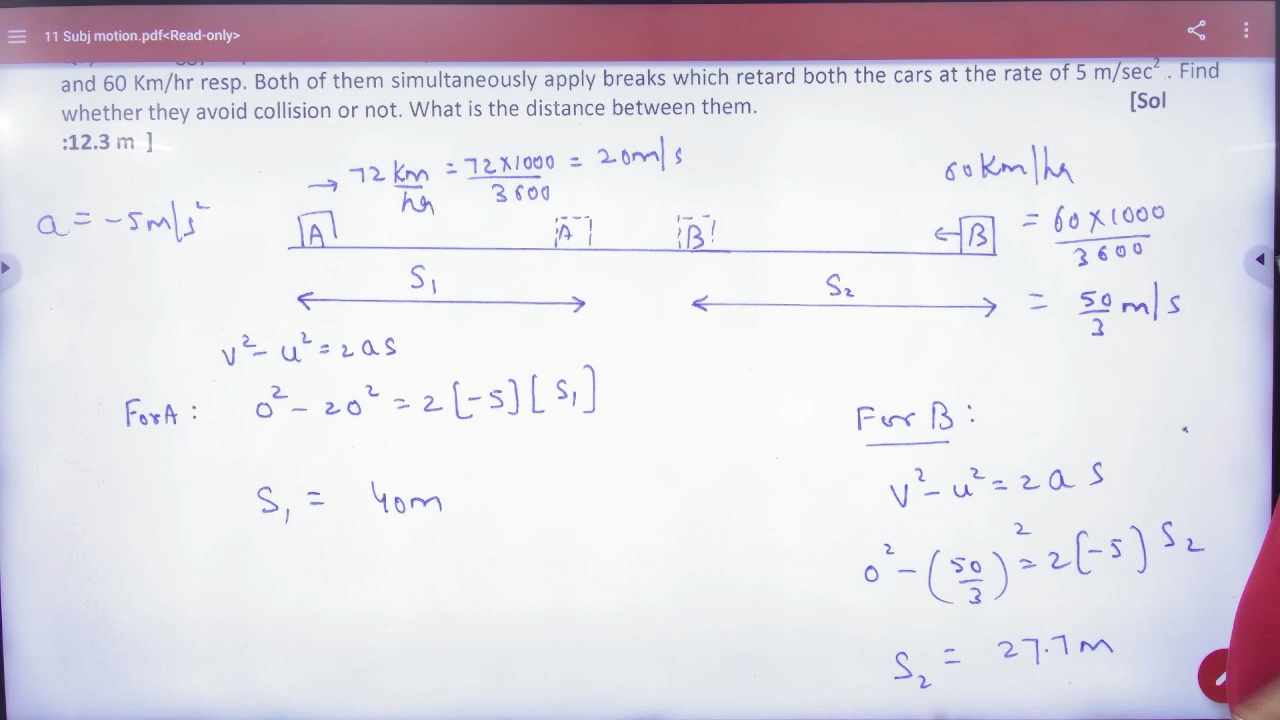 11 Subj motion.pdf<Read-only>
and 60 Km/hr resp. Both of them simultaneously apply breaks which retard both the cars at the rate of 5 m/sec². Find
whether they avoid collision or not. What is the distance between them. [Sol
:12.3 m ]
→ 72 Km/hr = 72×1000/3600 = 20m/s
60Km/hr
a = -5m/s²
= 60×1000/3600
A A B ← B
S₁ S₂
= 50/3 m/s
v² - u² = 2as
For A : 0² - 20² = 2[-5][S₁]
For B :
S₁ = 40m
v² - u² = 2as
0² - (50/3)² = 2[-5] S₂
S₂ = 27.7m